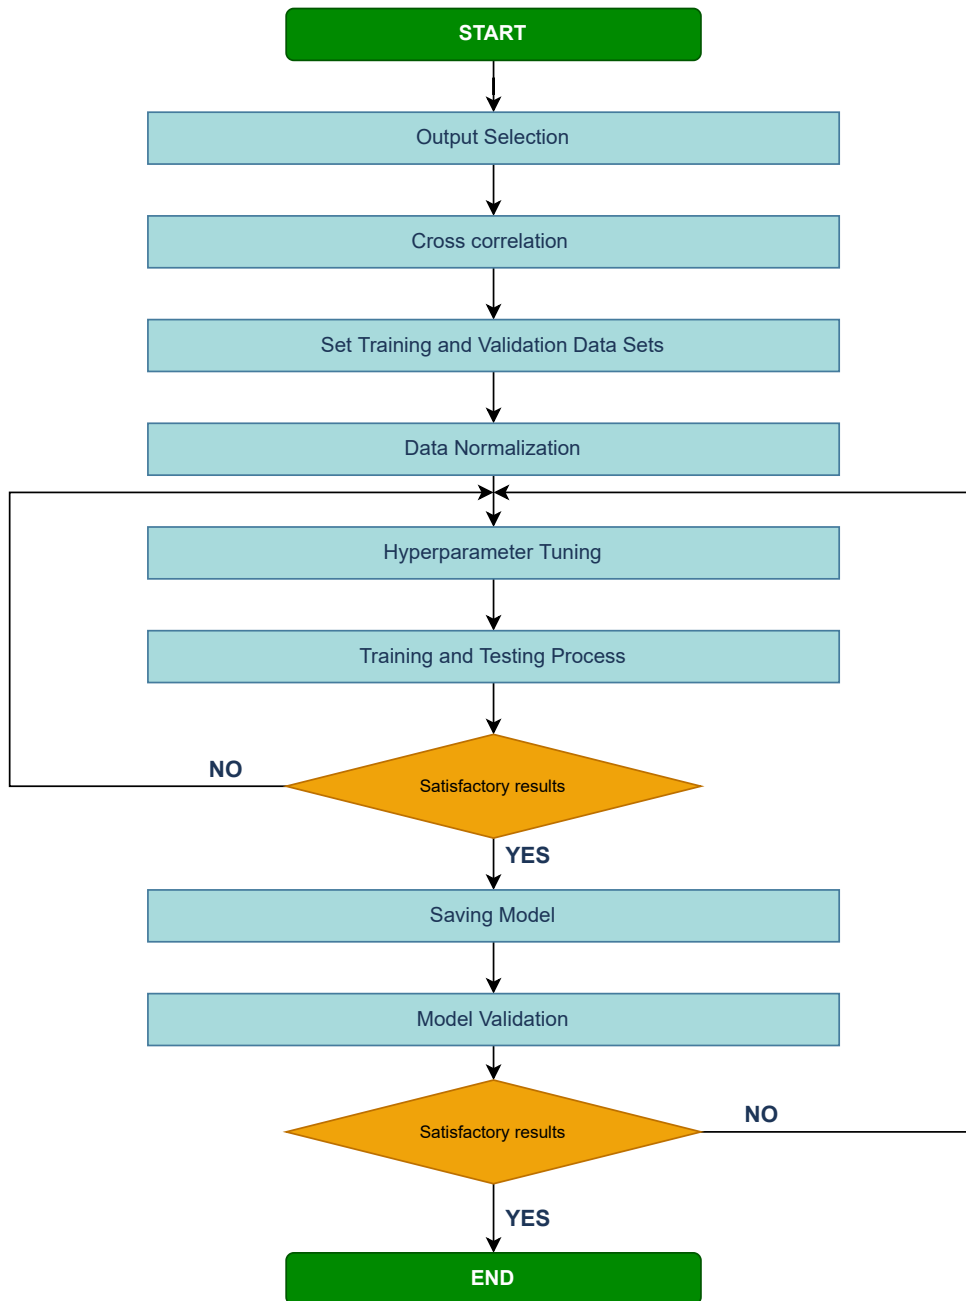 START
Output Selection
Cross correlation
Set Training and Validation Data Sets
Data Normalization
Hyperparameter Tuning
Training and Testing Process
NO
Satisfactory results
YES
Saving Model
Model Validation
Satisfactory results
NO
YES
END